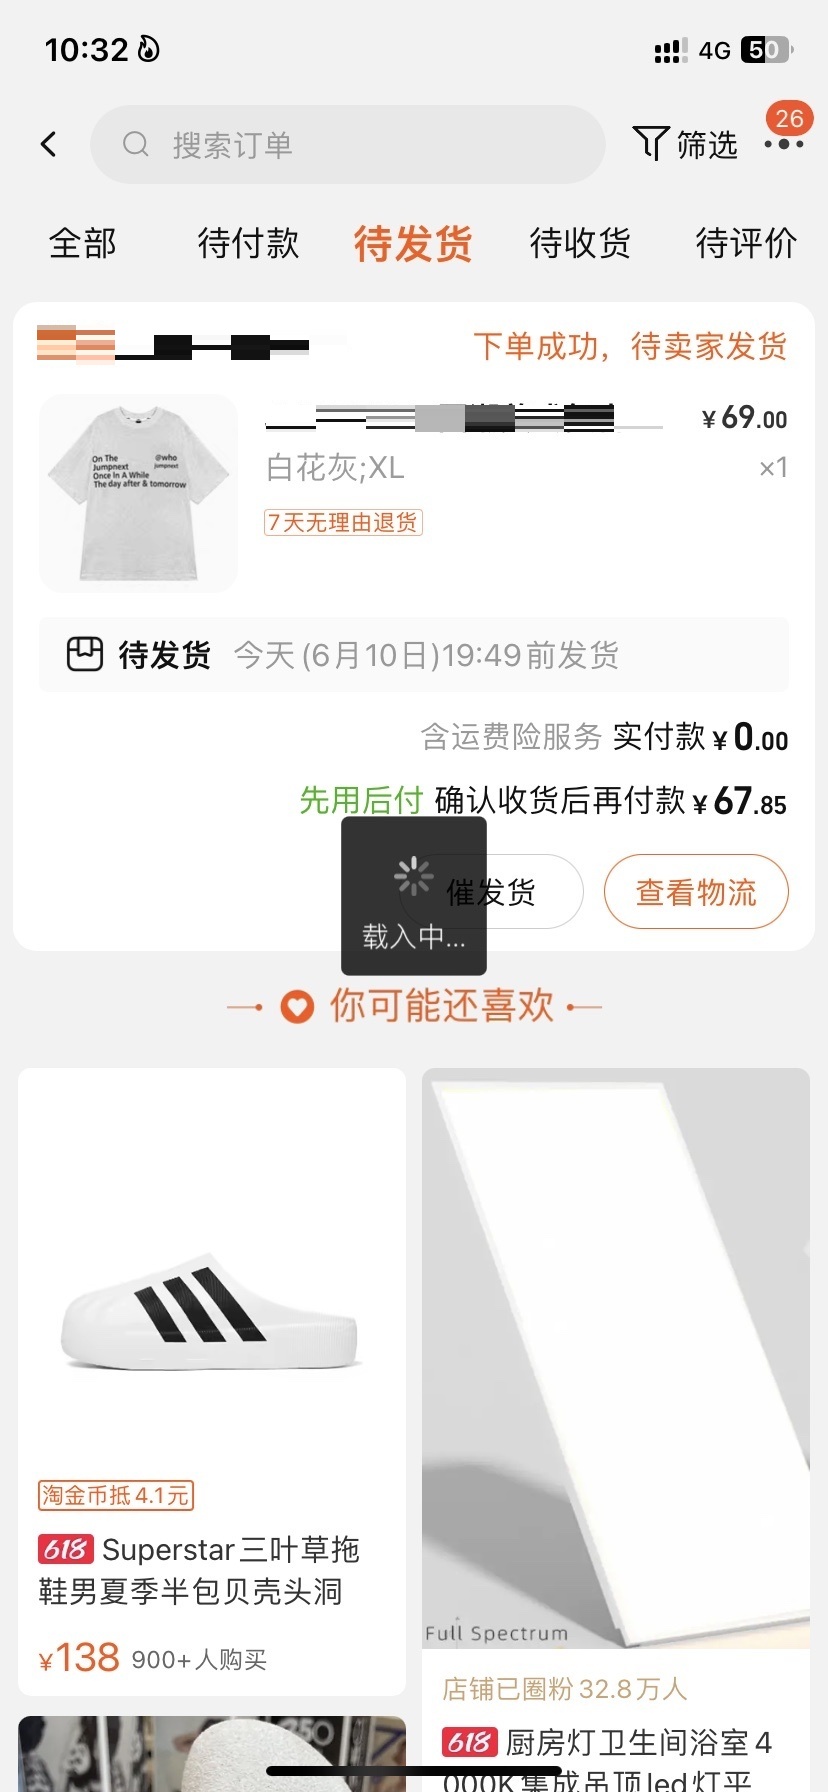 10:32
4G 50
搜索订单
筛选
26
全部 待付款 待发货 待收货 待评价
下单成功，待卖家发货
On The
Jumpnext
Once In A While
The day after & tomorrow
@who
jumpnext
¥69.00
白花灰;XL
×1
7天无理由退货
待发货 今天(6月10日)19:49前发货
含运费险服务 实付款¥0.00
先用后付 确认收货后再付款¥67.85
催发货
查看物流
载入中...
你可能还喜欢
淘金币抵4.1元
618 Superstar三叶草拖
鞋男夏季半包贝壳头洞
¥138 900+人购买
Full Spectrum
店铺已圈粉32.8万人
618 厨房灯卫生间浴室4
000K集成吊顶led灯平